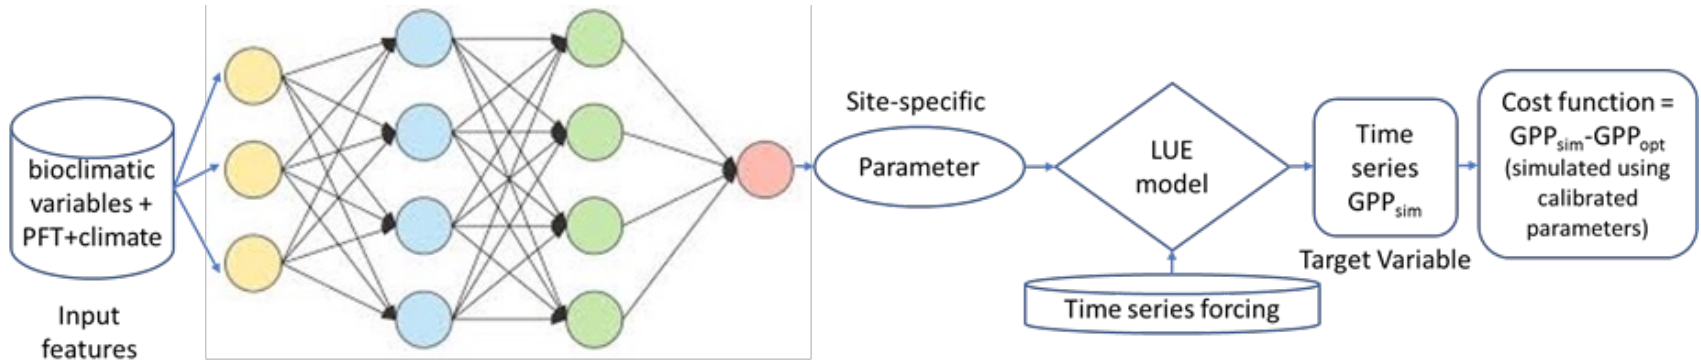 bioclimatic
variables +
PFT+climate
Input
features
Site-specific
Parameter
LUE
model
Time series forcing
Time
series
GPPsim
Target Variable
Cost function =
GPPsim-GPPopt
(simulated using
calibrated
parameters)